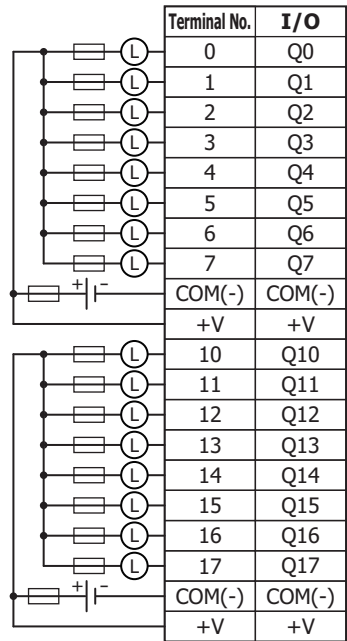 Terminal No. I/O
L 0 Q0
L 1 Q1
L 2 Q2
L 3 Q3
L 4 Q4
L 5 Q5
L 6 Q6
L 7 Q7
+ − COM(-) COM(-)
+V +V
L 10 Q10
L 11 Q11
L 12 Q12
L 13 Q13
L 14 Q14
L 15 Q15
L 16 Q16
L 17 Q17
+ − COM(-) COM(-)
+V +V